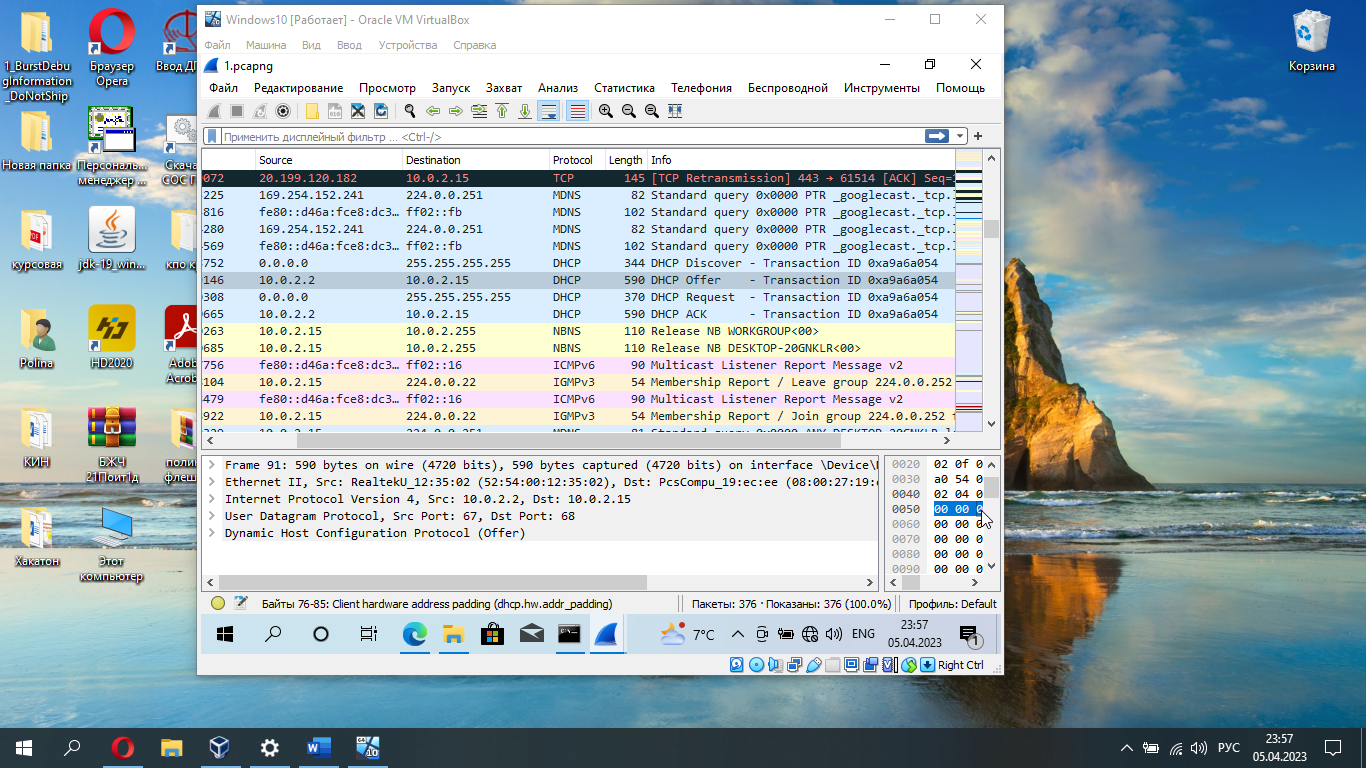 1_BurstDebu
gInformation
_DoNotShip
Браузер
Opera
Новая папка
Персональ...
менеджер ...
курсовая
jdk-19_win...
кпо к
Polina
HD2020
КИН
БЖЧ
21Поит1д
Хакатон
Этот
компьютер
Корзина
Windows10 [Работает] - Oracle VM VirtualBox
Файл Машина Вид Ввод Устройства Справка
1.pcapng
Файл Редактирование Просмотр Запуск Захват Анализ Статистика Телефония Беспроводной Инструменты Помощь
Применить дисплейный фильтр ... <Ctrl-/>
Source Destination Protocol Length Info
072 20.199.120.182 10.0.2.15 TCP 145 [TCP Retransmission] 443 → 61514 [ACK] Seq=
225 169.254.152.241 224.0.0.251 MDNS 82 Standard query 0x0000 PTR _googlecast._tcp.
816 fe80::d46a:fce8:dc3… ff02::fb MDNS 102 Standard query 0x0000 PTR _googlecast._tcp.
280 169.254.152.241 224.0.0.251 MDNS 82 Standard query 0x0000 PTR _googlecast._tcp.
569 fe80::d46a:fce8:dc3… ff02::fb MDNS 102 Standard query 0x0000 PTR _googlecast._tcp.
752 0.0.0.0 255.255.255.255 DHCP 344 DHCP Discover - Transaction ID 0xa9a6a054
146 10.0.2.2 10.0.2.15 DHCP 590 DHCP Offer - Transaction ID 0xa9a6a054
308 0.0.0.0 255.255.255.255 DHCP 370 DHCP Request - Transaction ID 0xa9a6a054
665 10.0.2.2 10.0.2.15 DHCP 590 DHCP ACK - Transaction ID 0xa9a6a054
263 10.0.2.15 10.0.2.255 NBNS 110 Release NB WORKGROUP<00>
685 10.0.2.15 10.0.2.255 NBNS 110 Release NB DESKTOP-20GNKLR<00>
756 fe80::d46a:fce8:dc3… ff02::16 ICMPv6 90 Multicast Listener Report Message v2
104 10.0.2.15 224.0.0.22 IGMPv3 54 Membership Report / Leave group 224.0.0.252
479 fe80::d46a:fce8:dc3… ff02::16 ICMPv6 90 Multicast Listener Report Message v2
922 10.0.2.15 224.0.0.22 IGMPv3 54 Membership Report / Join group 224.0.0.252
Frame 91: 590 bytes on wire (4720 bits), 590 bytes captured (4720 bits) on interface \Device\
Ethernet II, Src: RealtekU_12:35:02 (52:54:00:12:35:02), Dst: PcsCompu_19:ec:ee (08:00:27:19:
Internet Protocol Version 4, Src: 10.0.2.2, Dst: 10.0.2.15
User Datagram Protocol, Src Port: 67, Dst Port: 68
Dynamic Host Configuration Protocol (Offer)
0020 02 0f 0
0030 a0 54 0
0040 02 04 0
0050 00 00 0
0060 00 00 0
0070 00 00 0
0080 00 00 0
0090 00 00 0
Байты 76-85: Client hardware address padding (dhcp.hw.addr_padding) Пакеты: 376 · Показаны: 376 (100.0%) Профиль: Default
7°C ENG 23:57
05.04.2023 1
Right Ctrl
РУС 23:57
05.04.2023